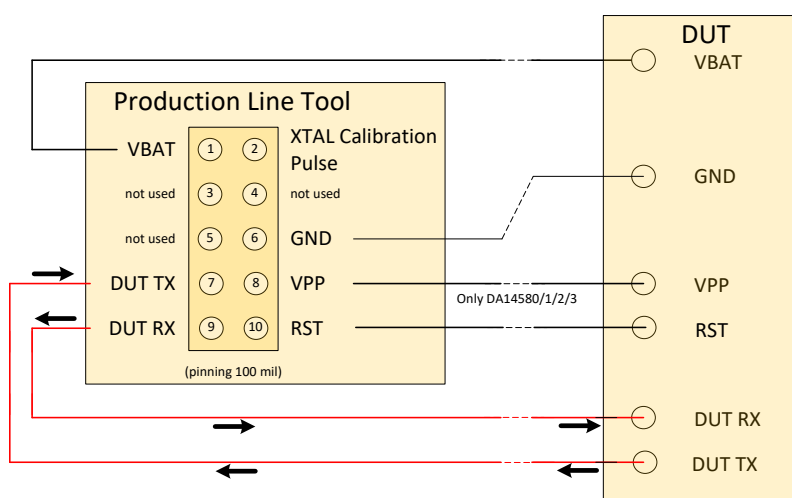 DUT
VBAT
Production Line Tool
VBAT
1
2
XTAL Calibration
Pulse
not used
3
4
not used
GND
not used
5
6
GND
DUT TX
7
8
VPP
Only DA14580/1/2/3
VPP
DUT RX
9
10
RST
RST
(pinning 100 mil)
DUT RX
DUT TX